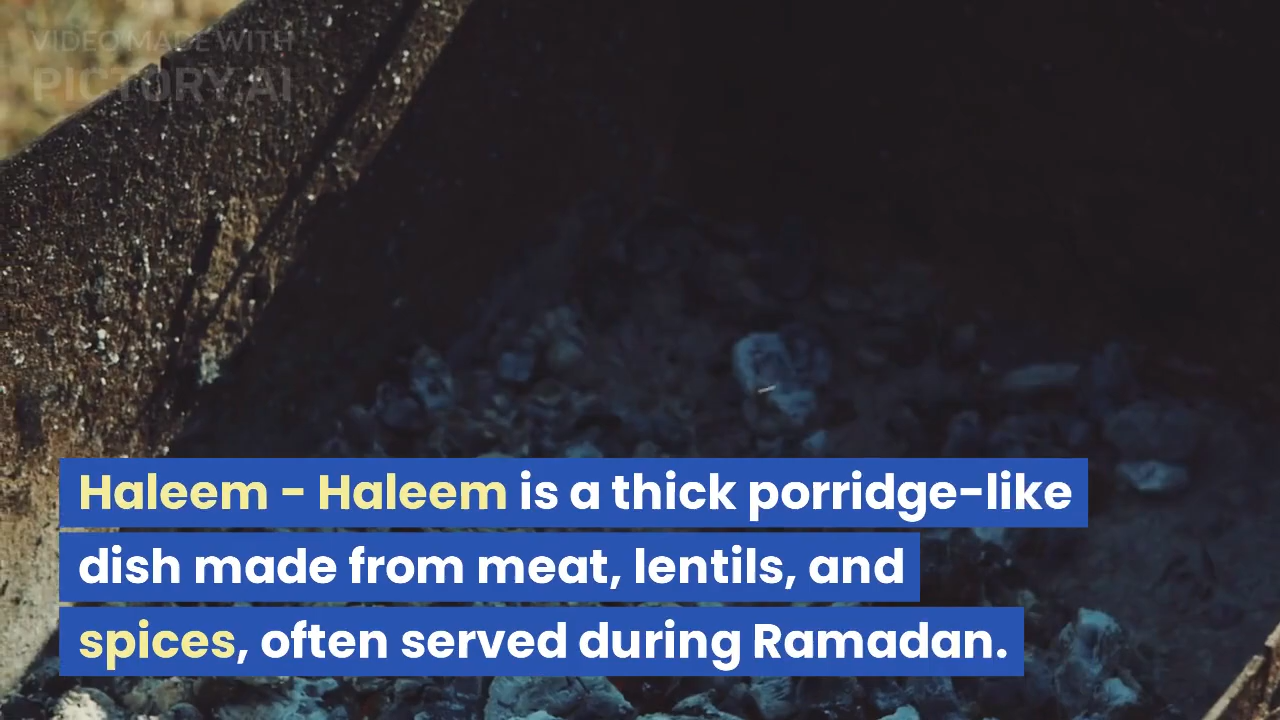 VIDEO MADE WITH
PICTORY.AI
Haleem - Haleem is a thick porridge-like
dish made from meat, lentils, and
spices, often served during Ramadan.